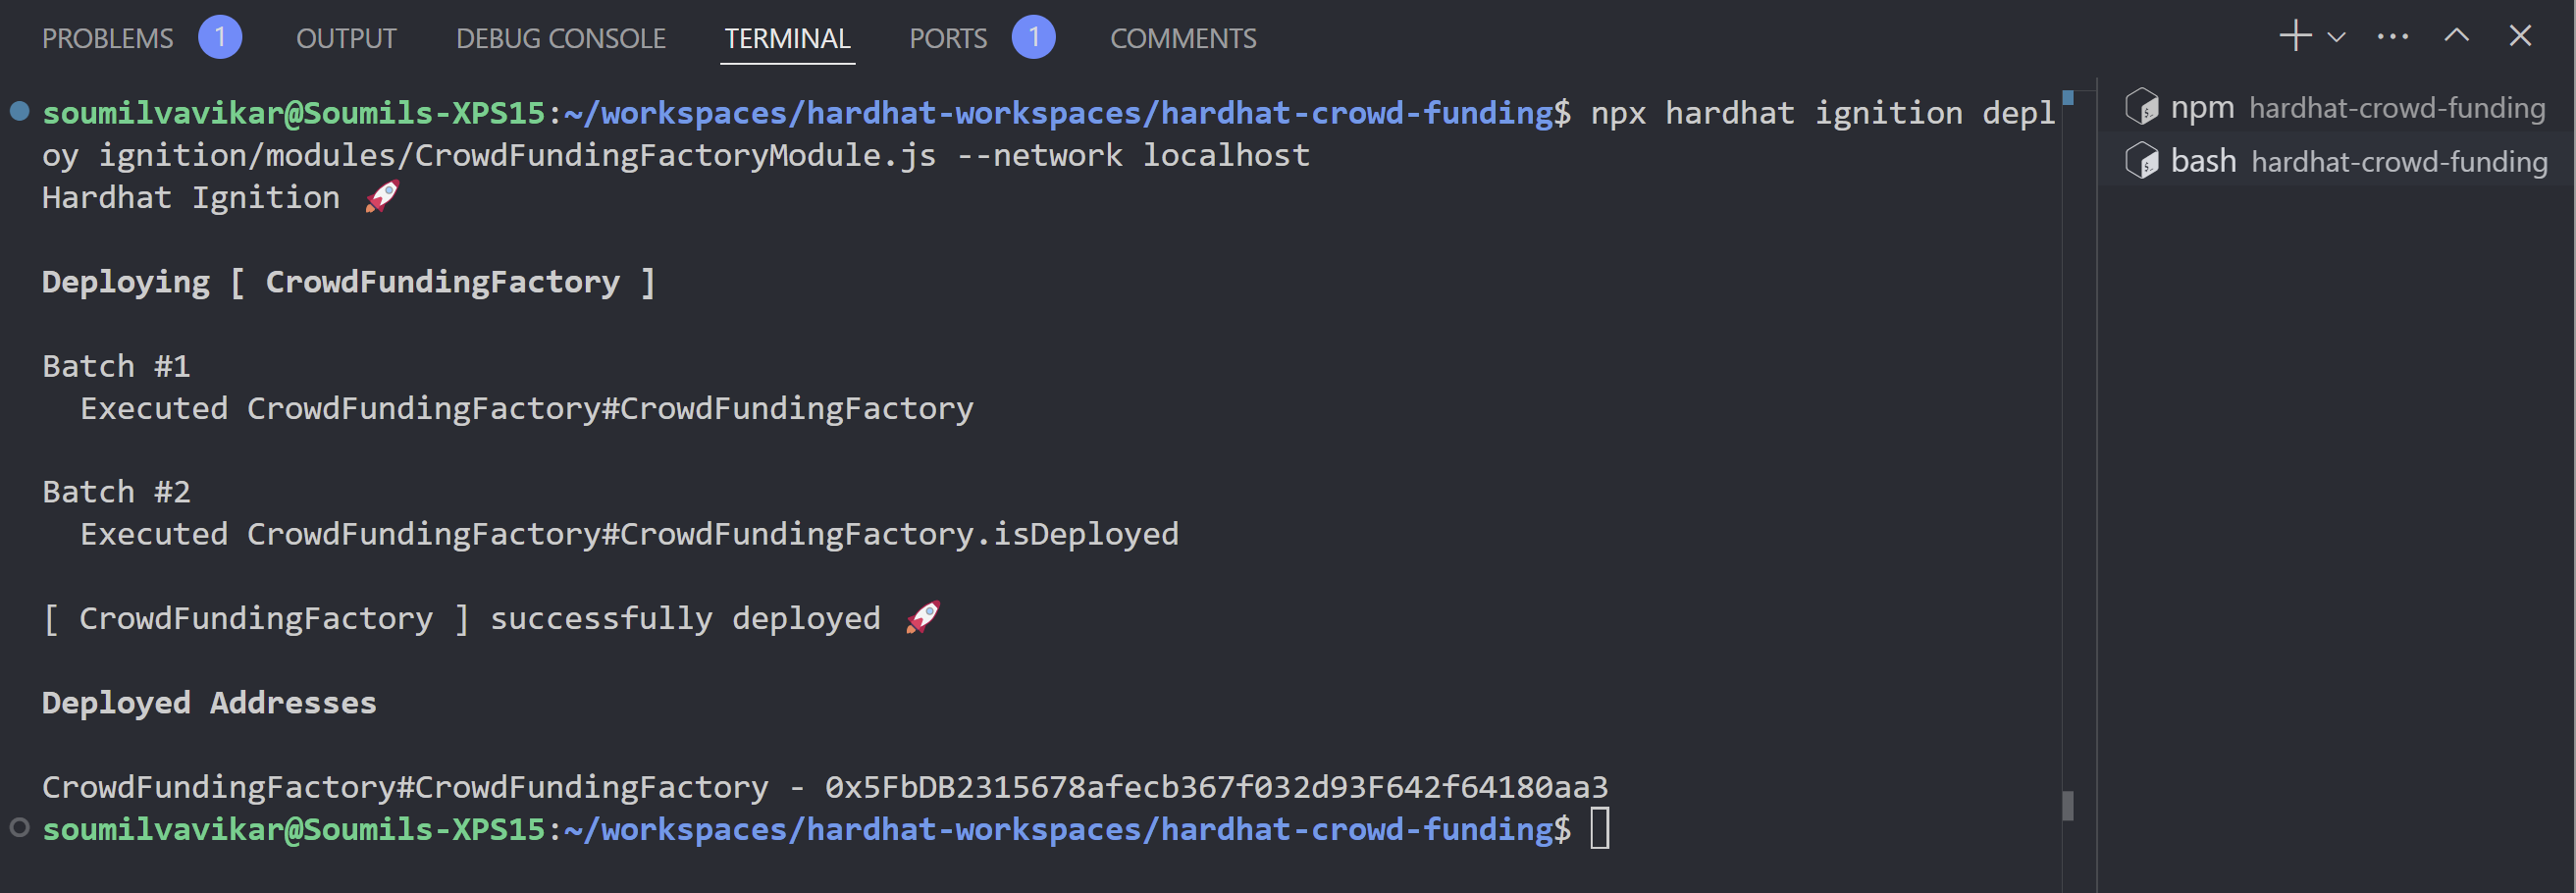 PROBLEMS 1 OUTPUT DEBUG CONSOLE TERMINAL PORTS 1 COMMENTS
soumilvavikar@Soumils-XPS15:~/workspaces/hardhat-workspaces/hardhat-crowd-funding$ npx hardhat ignition depl
oy ignition/modules/CrowdFundingFactoryModule.js --network localhost
Hardhat Ignition 🚀
Deploying [ CrowdFundingFactory ]
Batch #1
Executed CrowdFundingFactory#CrowdFundingFactory
Batch #2
Executed CrowdFundingFactory#CrowdFundingFactory.isDeployed
[ CrowdFundingFactory ] successfully deployed 🚀
Deployed Addresses
CrowdFundingFactory#CrowdFundingFactory - 0x5FbDB2315678afecb367f032d93F642f64180aa3
soumilvavikar@Soumils-XPS15:~/workspaces/hardhat-workspaces/hardhat-crowd-funding$
npm hardhat-crowd-funding
bash hardhat-crowd-funding